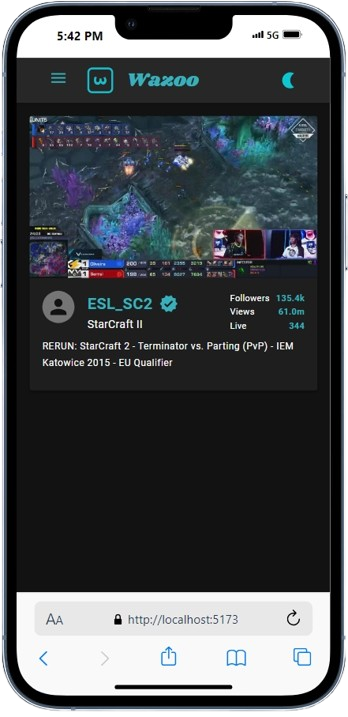 5:42 PM
5G
ω
Wazoo
ESL_SC2
StarCraft II
Followers 135.4k
Views 61.0m
Live 344
RERUN: StarCraft 2 - Terminator vs. Parting (PvP) - IEM
Katowice 2015 - EU Qualifier
AA
http://localhost:5173